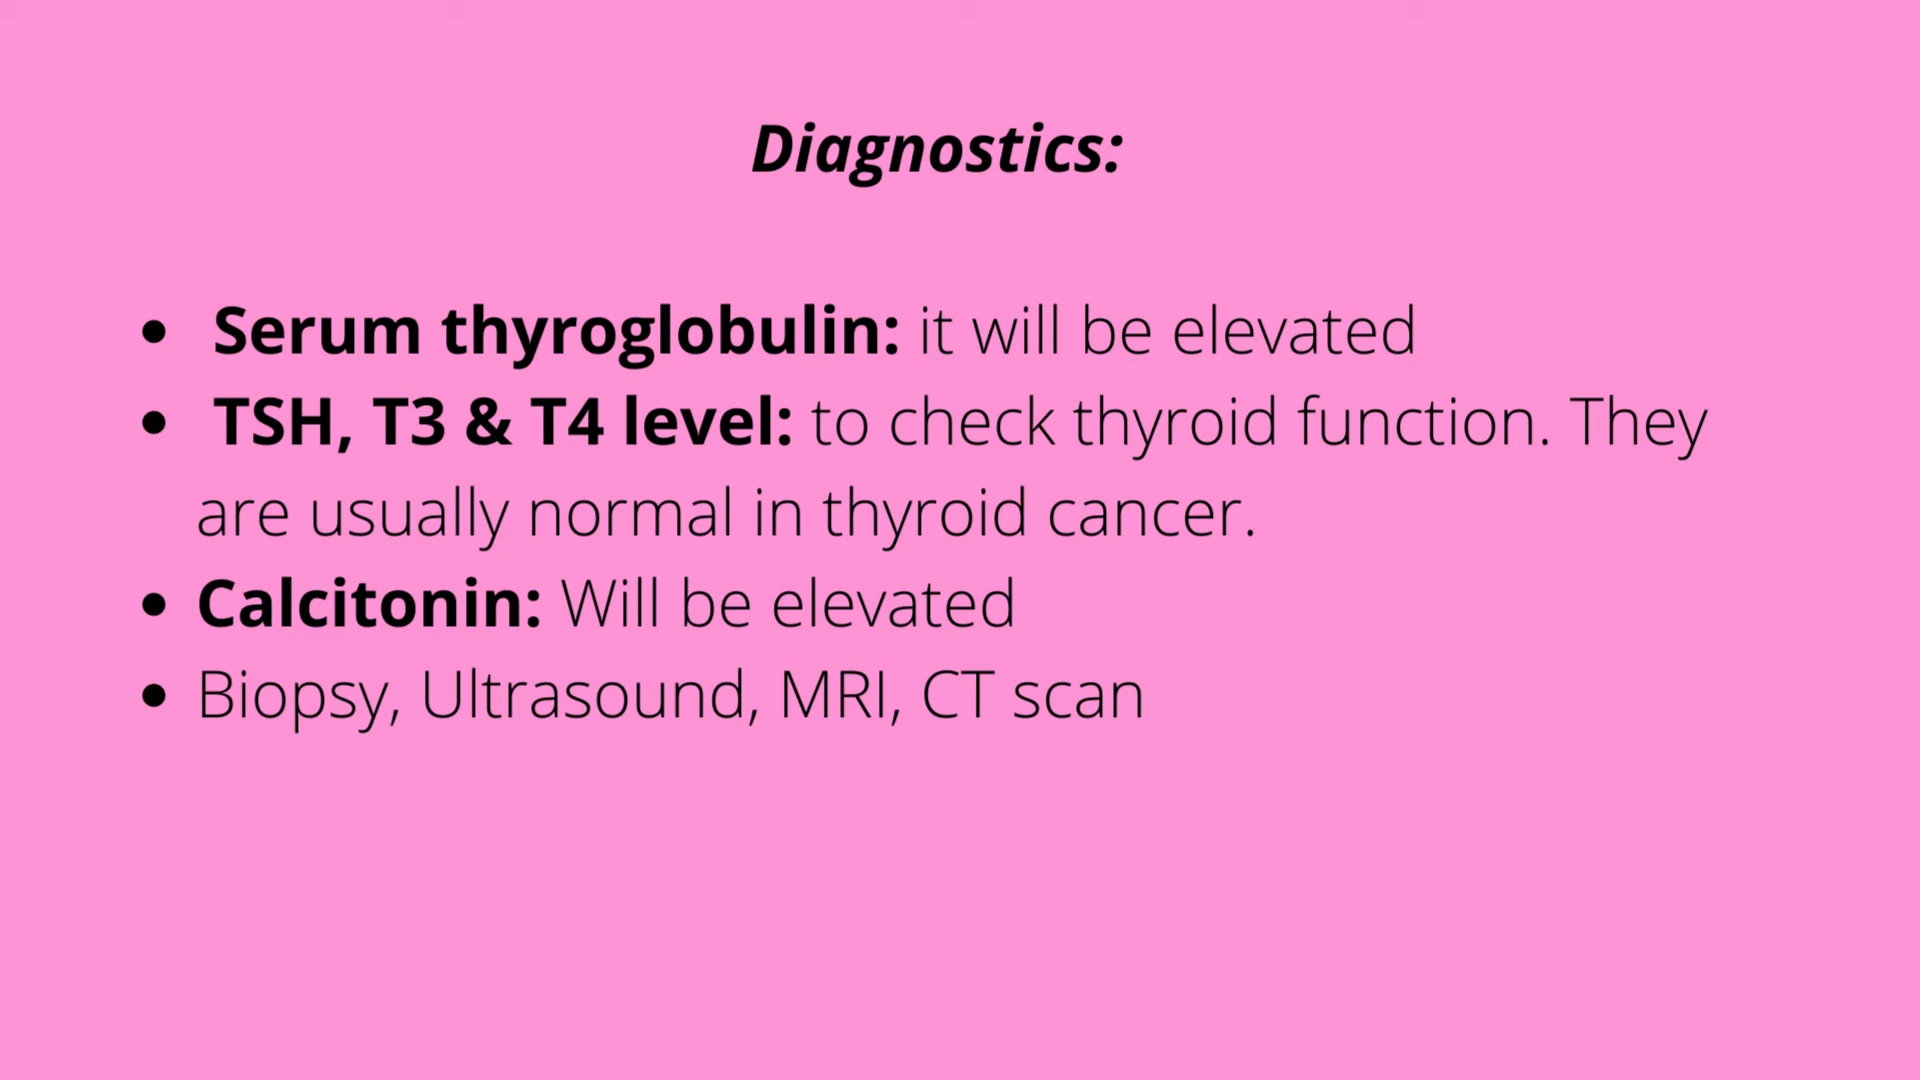 Diagnostics:
• Serum thyroglobulin: it will be elevated
• TSH, T3 & T4 level: to check thyroid function. They
are usually normal in thyroid cancer.
• Calcitonin: Will be elevated
• Biopsy, Ultrasound, MRI, CT scan